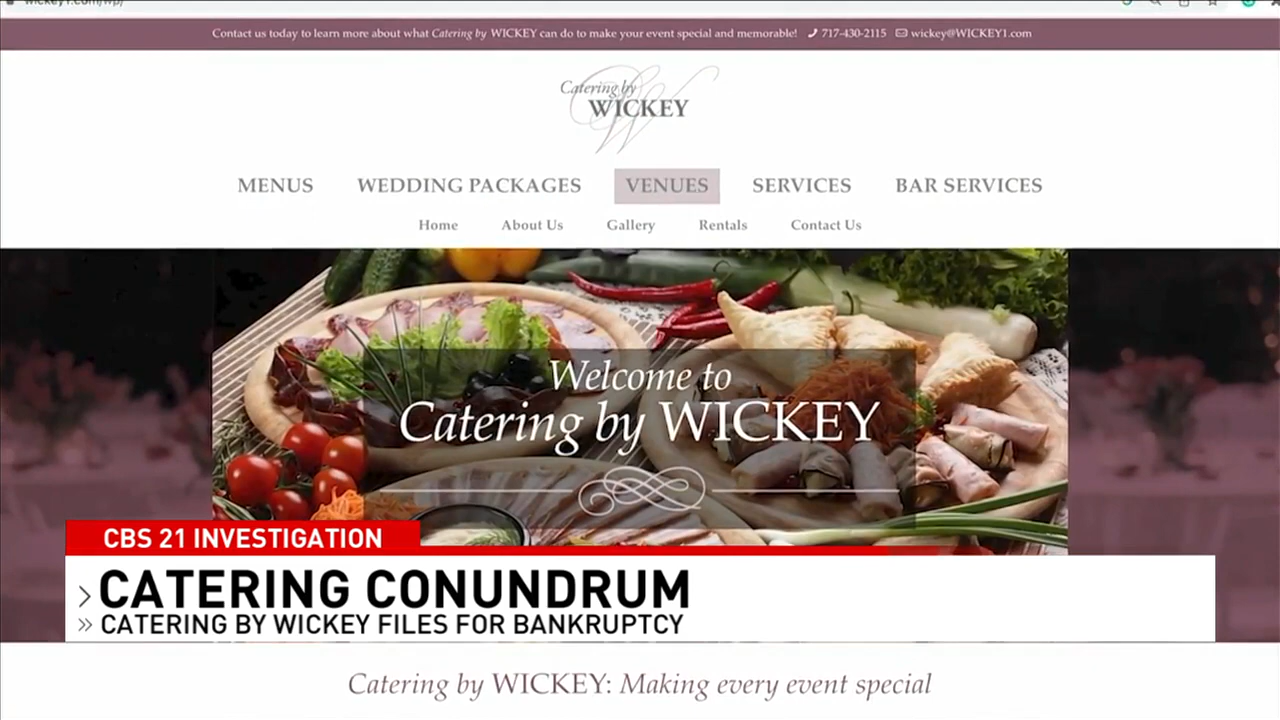 wickey1.com/wp/
Contact us today to learn more about what Catering by WICKEY can do to make your event special and memorable! 717-430-2115 wickey@WICKEY1.com
Catering by
WICKEY
MENUS WEDDING PACKAGES VENUES SERVICES BAR SERVICES
Home About Us Gallery Rentals Contact Us
Welcome to
Catering by WICKEY
CBS 21 INVESTIGATION
CATERING CONUNDRUM
CATERING BY WICKEY FILES FOR BANKRUPTCY
Catering by WICKEY: Making every event special